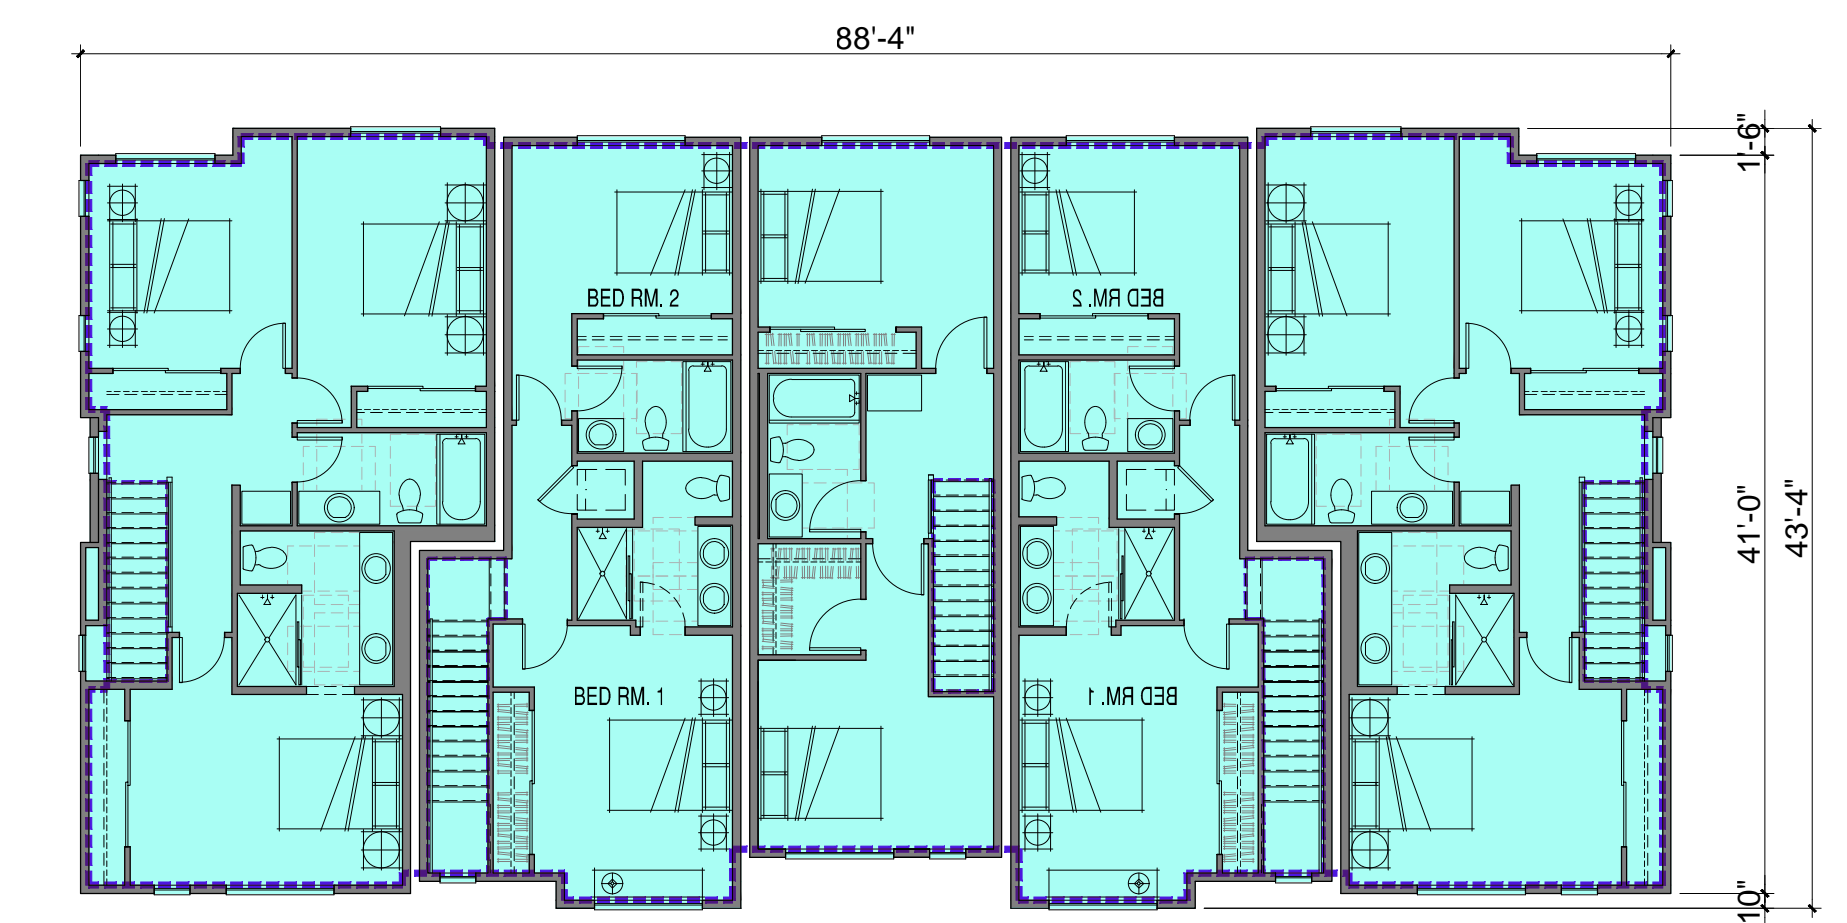 88'-4"
1'-6"
BED RM. 2
BED RM. 2
41'-0"
43'-4"
BED RM. 1
BED RM. 1
10"